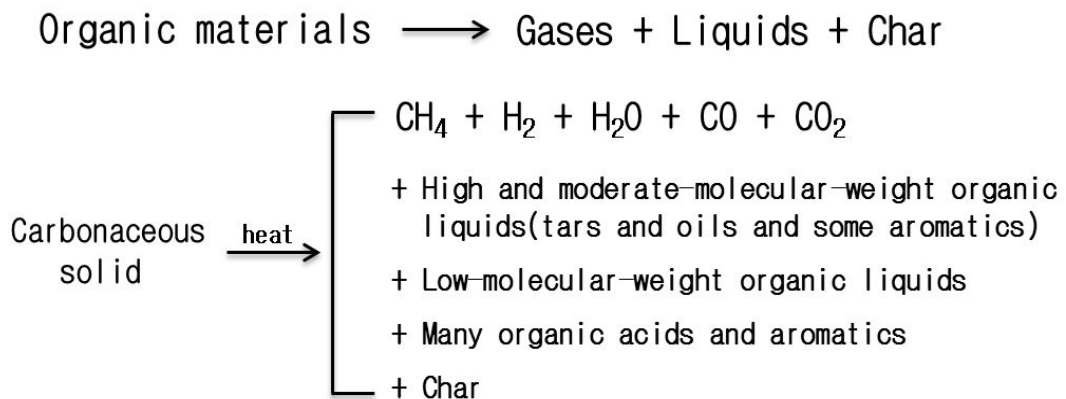 Organic materials ⟶ Gases + Liquids + Char
CH₄ + H₂ + H₂O + CO + CO₂
+ High and moderate-molecular-weight organic
liquids(tars and oils and some aromatics)
Carbonaceous
solid
heat
+ Low-molecular-weight organic liquids
+ Many organic acids and aromatics
+ Char